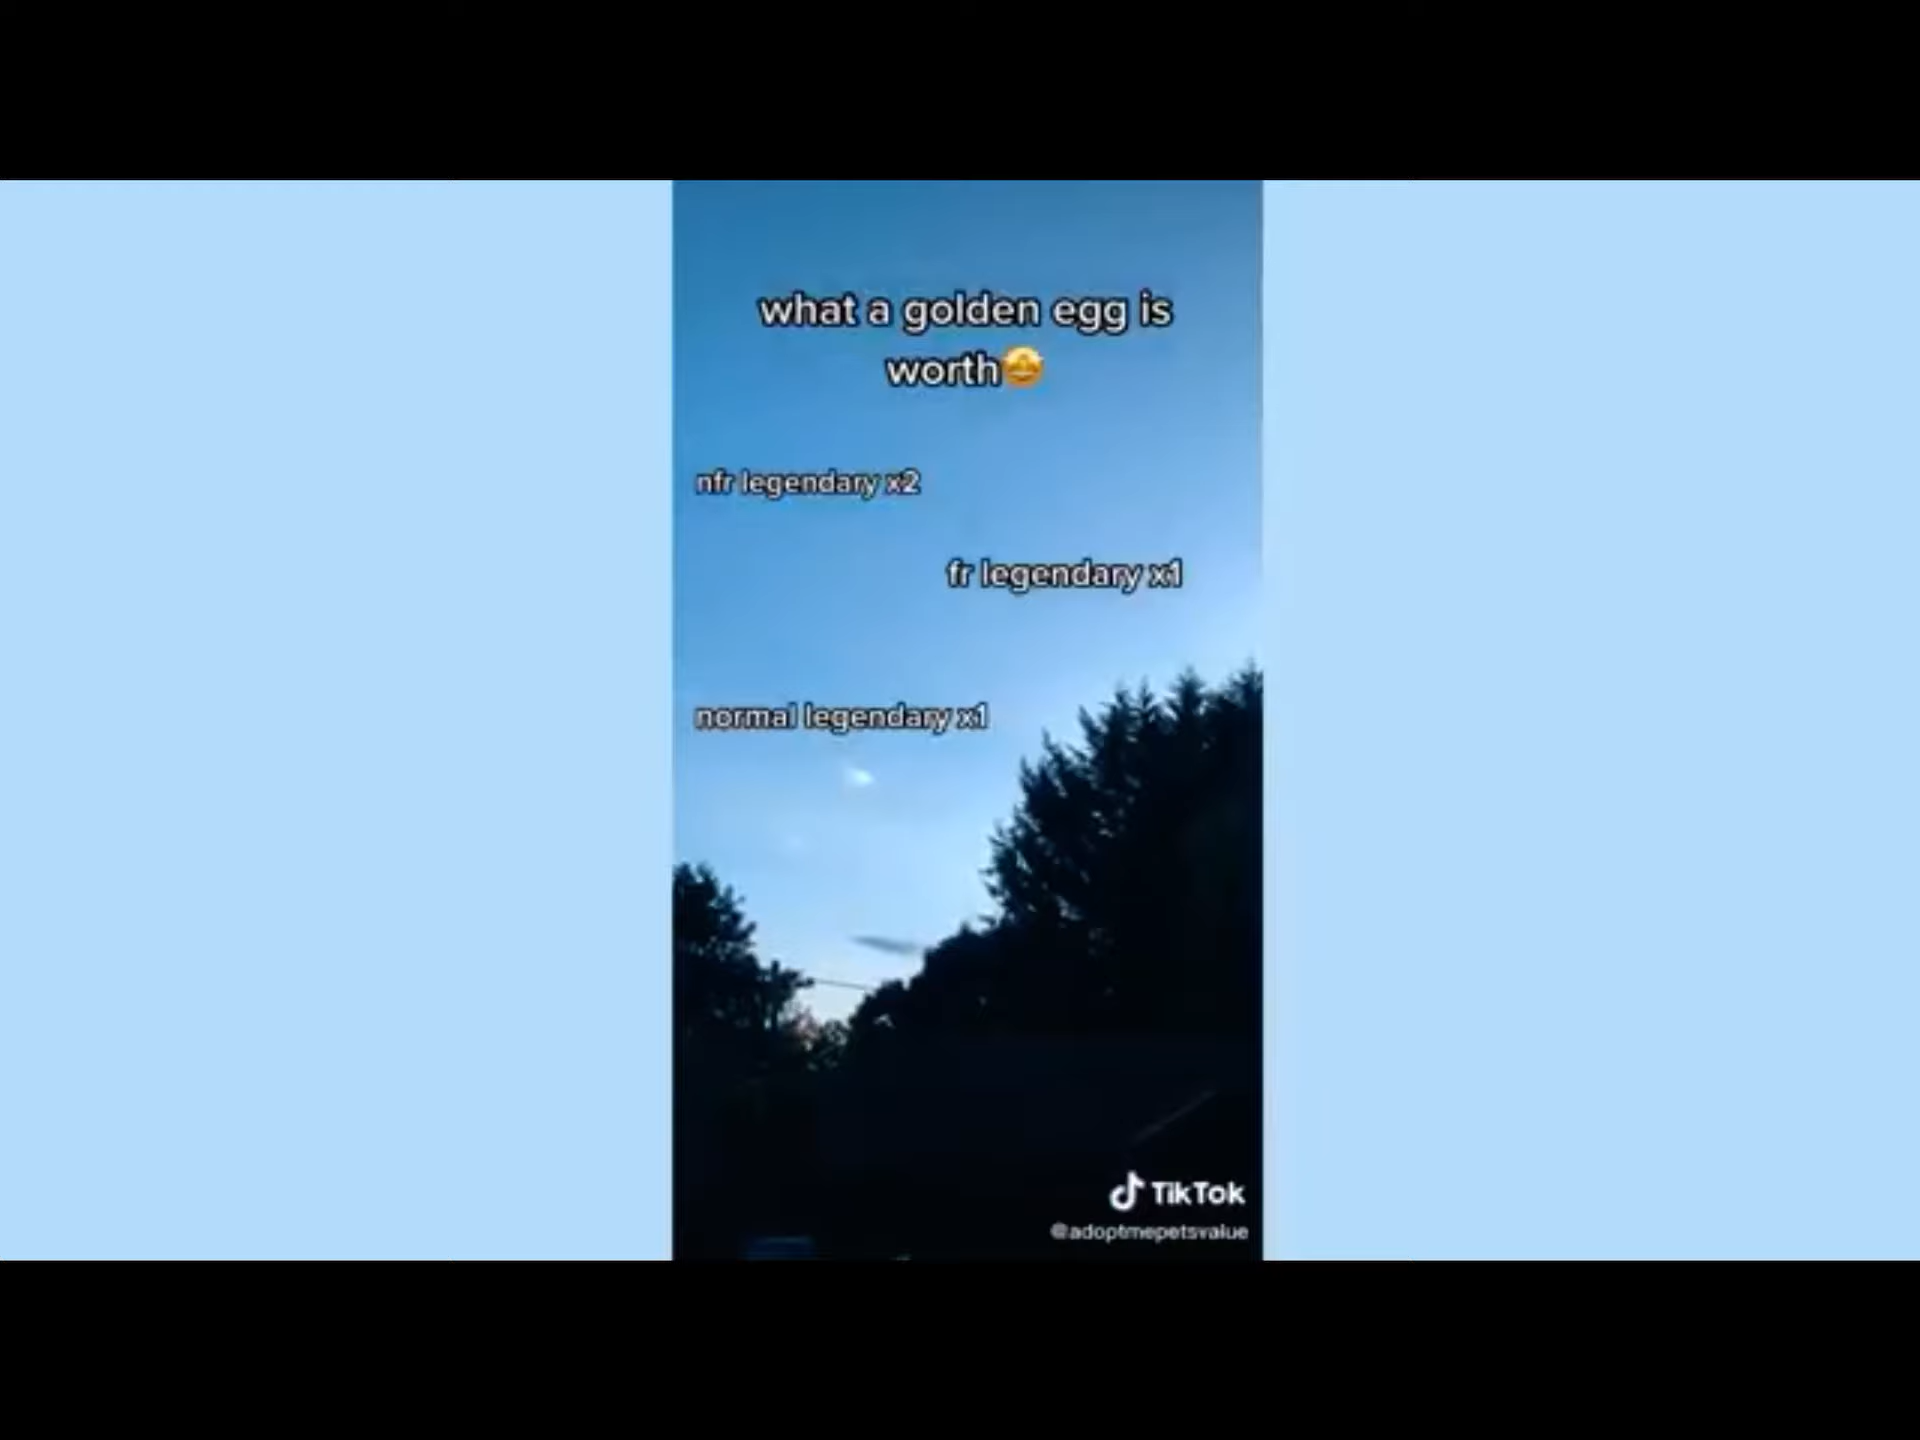 what a golden egg is
worth🤩
nfr legendary x2
fr legendary x1
normal legendary x1
TikTok
@adoptmepetsvalue